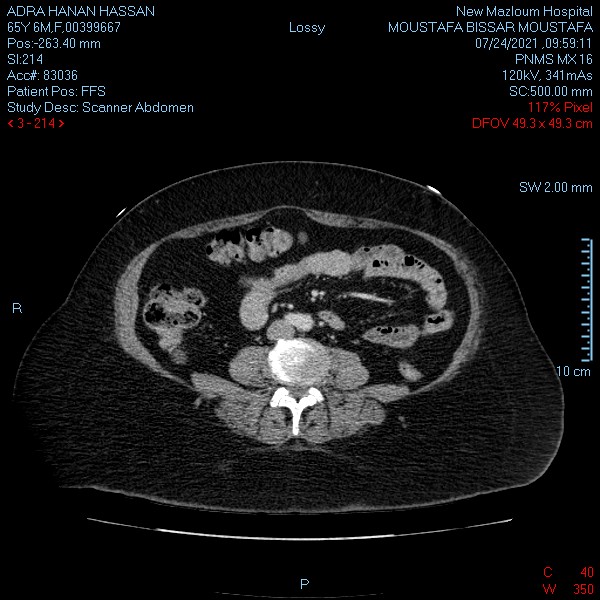 ADRA HANAN HASSAN
65Y 6M,F,00399667
Pos:-263.40 mm
SI:214
Acc#: 83036
Patient Pos: FFS
Study Desc: Scanner Abdomen
< 3 - 214 >
Lossy
New Mazloum Hospital
MOUSTAFA BISSAR MOUSTAFA
07/24/2021 ,09:59:11
PNMS MX 16
120kV, 341mAs
SC:500.00 mm
117% Pixel
DFOV 49.3 x 49.3 cm
SW 2.00 mm
R
10 cm
P
C 40
W 350